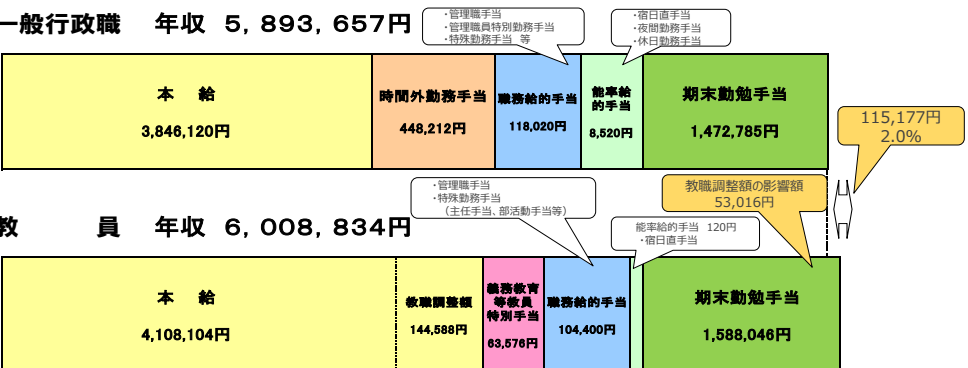 一般行政職　年収 ５，８９３，６５７円
・管理職手当
・管理職員特別勤務手当
・特殊勤務手当 等
・宿日直手当
・夜間勤務手当
・休日勤務手当
本　給
3,846,120円
時間外勤務手当
448,212円
職務給的手当
118,020円
能率給
的手当
8,520円
期末勤勉手当
1,472,785円
115,177円
2.0%
・管理職手当
・特殊勤務手当
（主任手当、部活動手当等）
教職調整額の影響額
53,016円
教　　員　年収 ６，００８，８３４円
能率給的手当 120円
・宿日直手当
本　給
4,108,104円
教職調整額
144,588円
義務教育
等教員
特別手当
63,576円
職務給的手当
104,400円
期末勤勉手当
1,588,046円